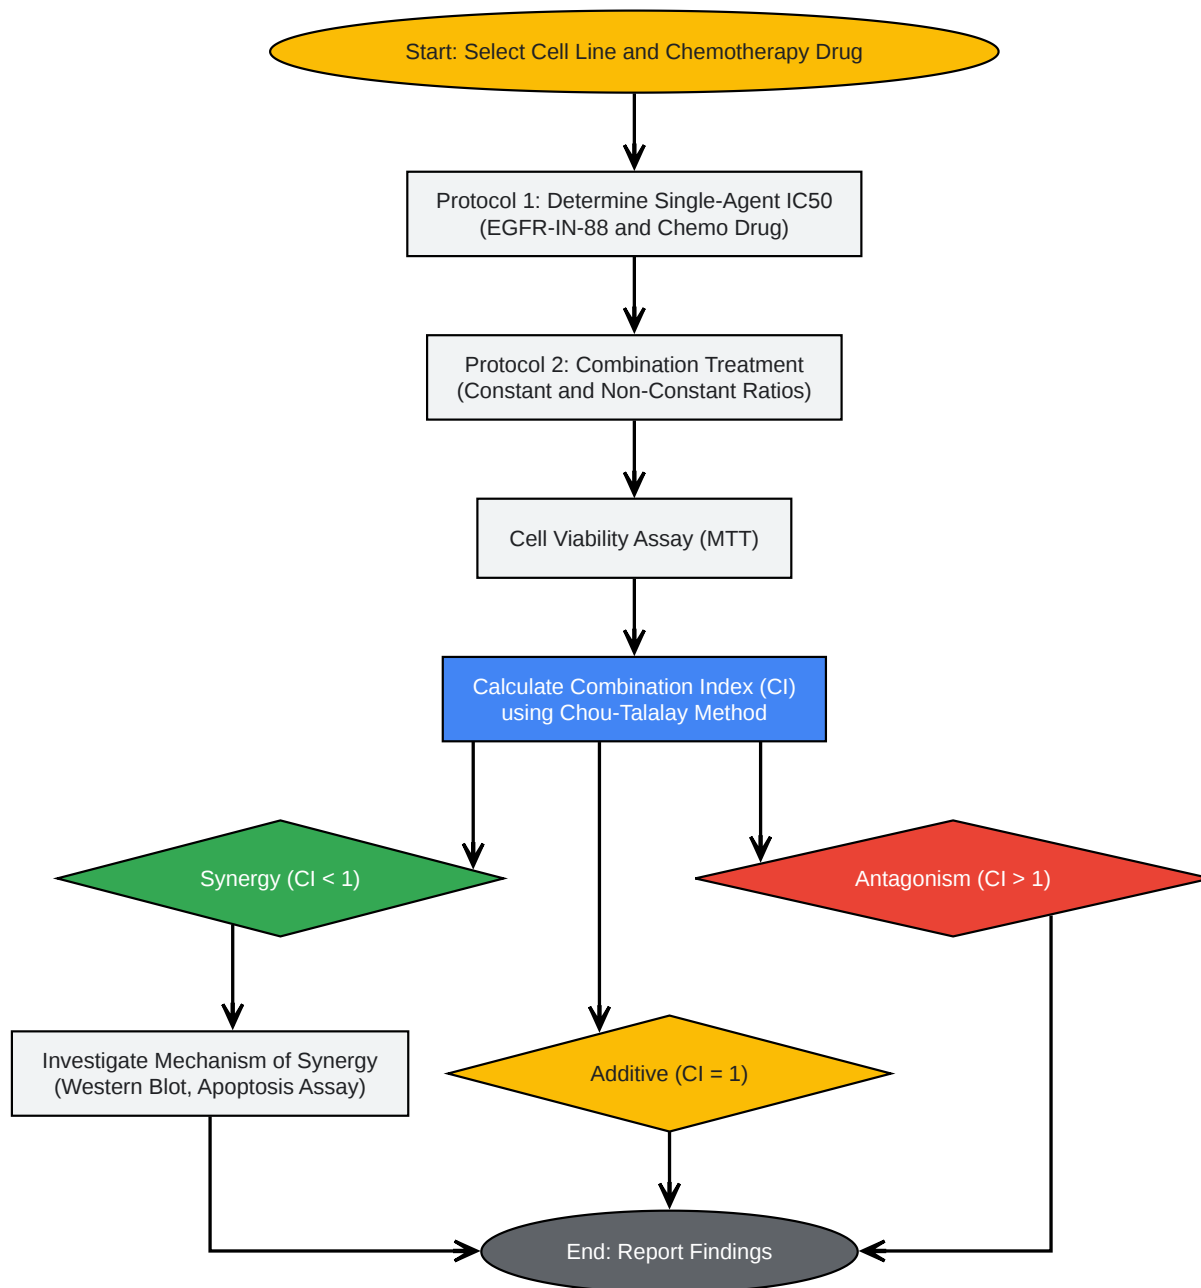 Start: Select Cell Line and Chemotherapy Drug
Protocol 1: Determine Single-Agent IC50
(EGFR-IN-88 and Chemo Drug)
Protocol 2: Combination Treatment
(Constant and Non-Constant Ratios)
Cell Viability Assay (MTT)
Calculate Combination Index (CI)
using Chou-Talalay Method
Synergy (CI < 1)
Antagonism (CI > 1)
Investigate Mechanism of Synergy
(Western Blot, Apoptosis Assay)
Additive (CI = 1)
End: Report Findings